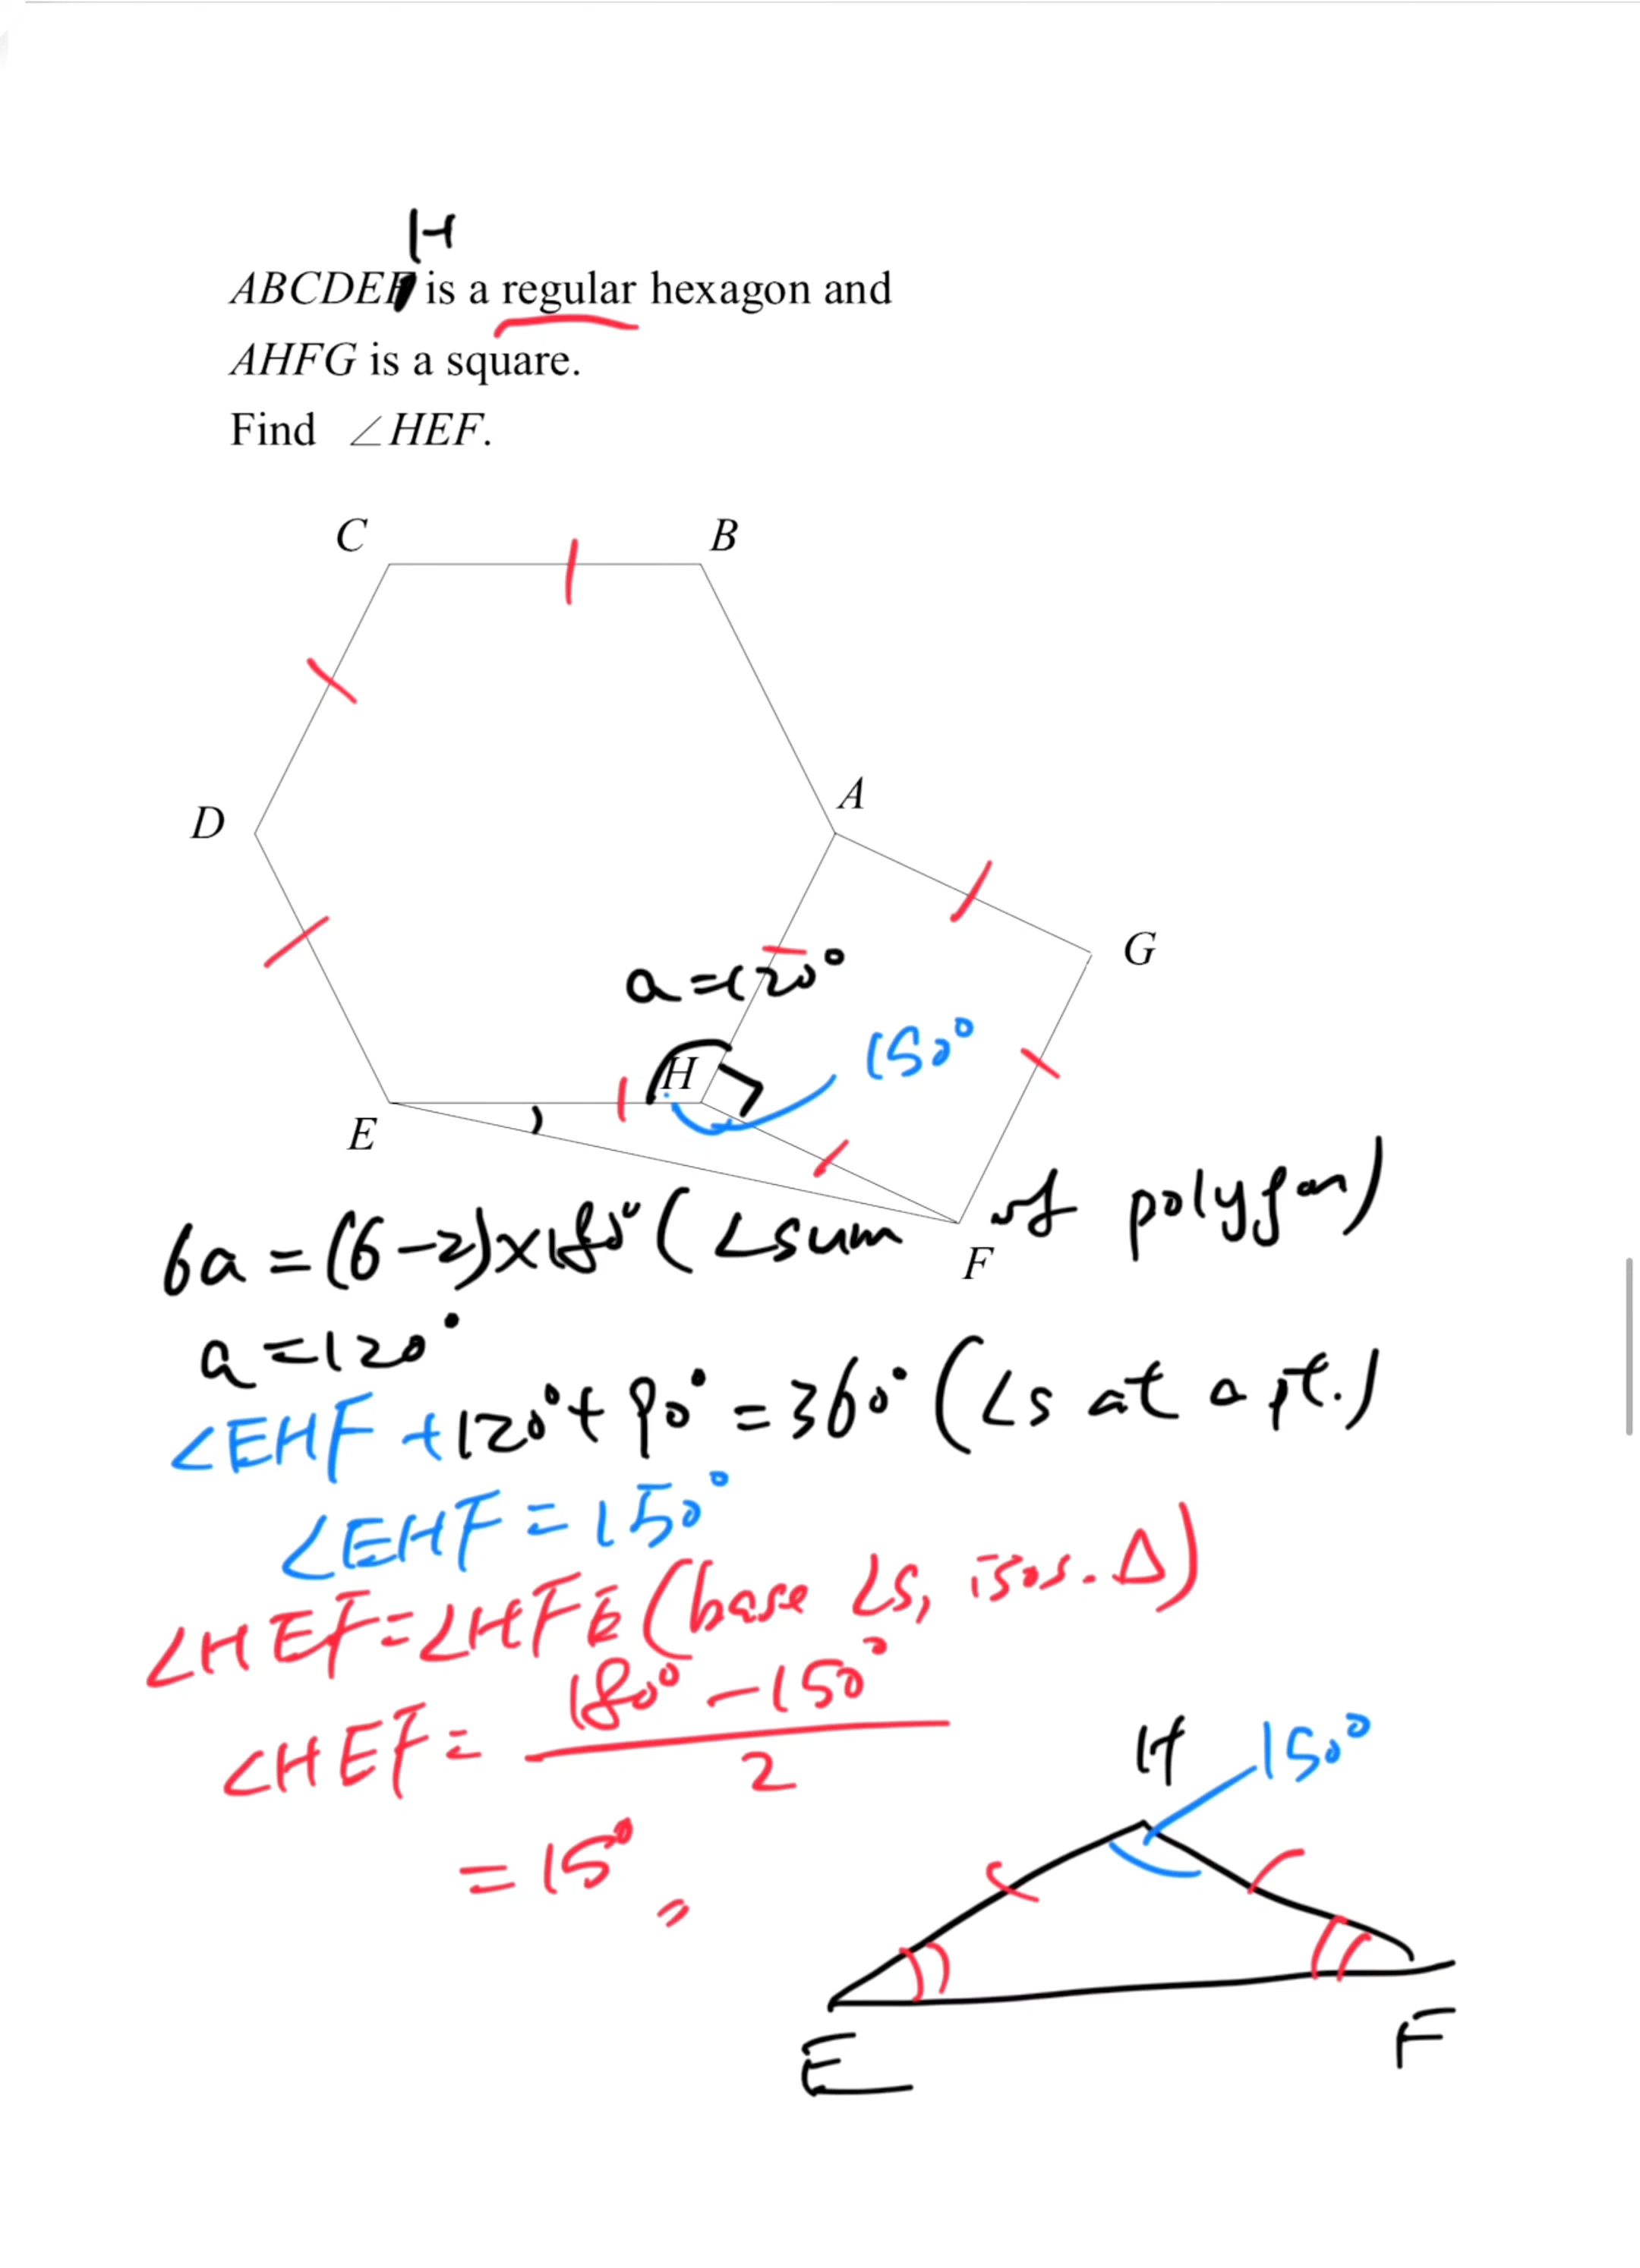 H
ABCDEF is a regular hexagon and
AHFG is a square.
Find ∠HEF.
C
B
D
A
G
a=120°
150°
H
E
F
6a=(6-2)×180°(∠sum of polygon)
a=120°
∠EHF+120°+90°=360°(∠s at a pt.)
∠EHF=150°
∠HEF=∠HFE(base ∠s, isos.Δ)
∠HEF=180°-150°
2
=15°
H 150°
E
F